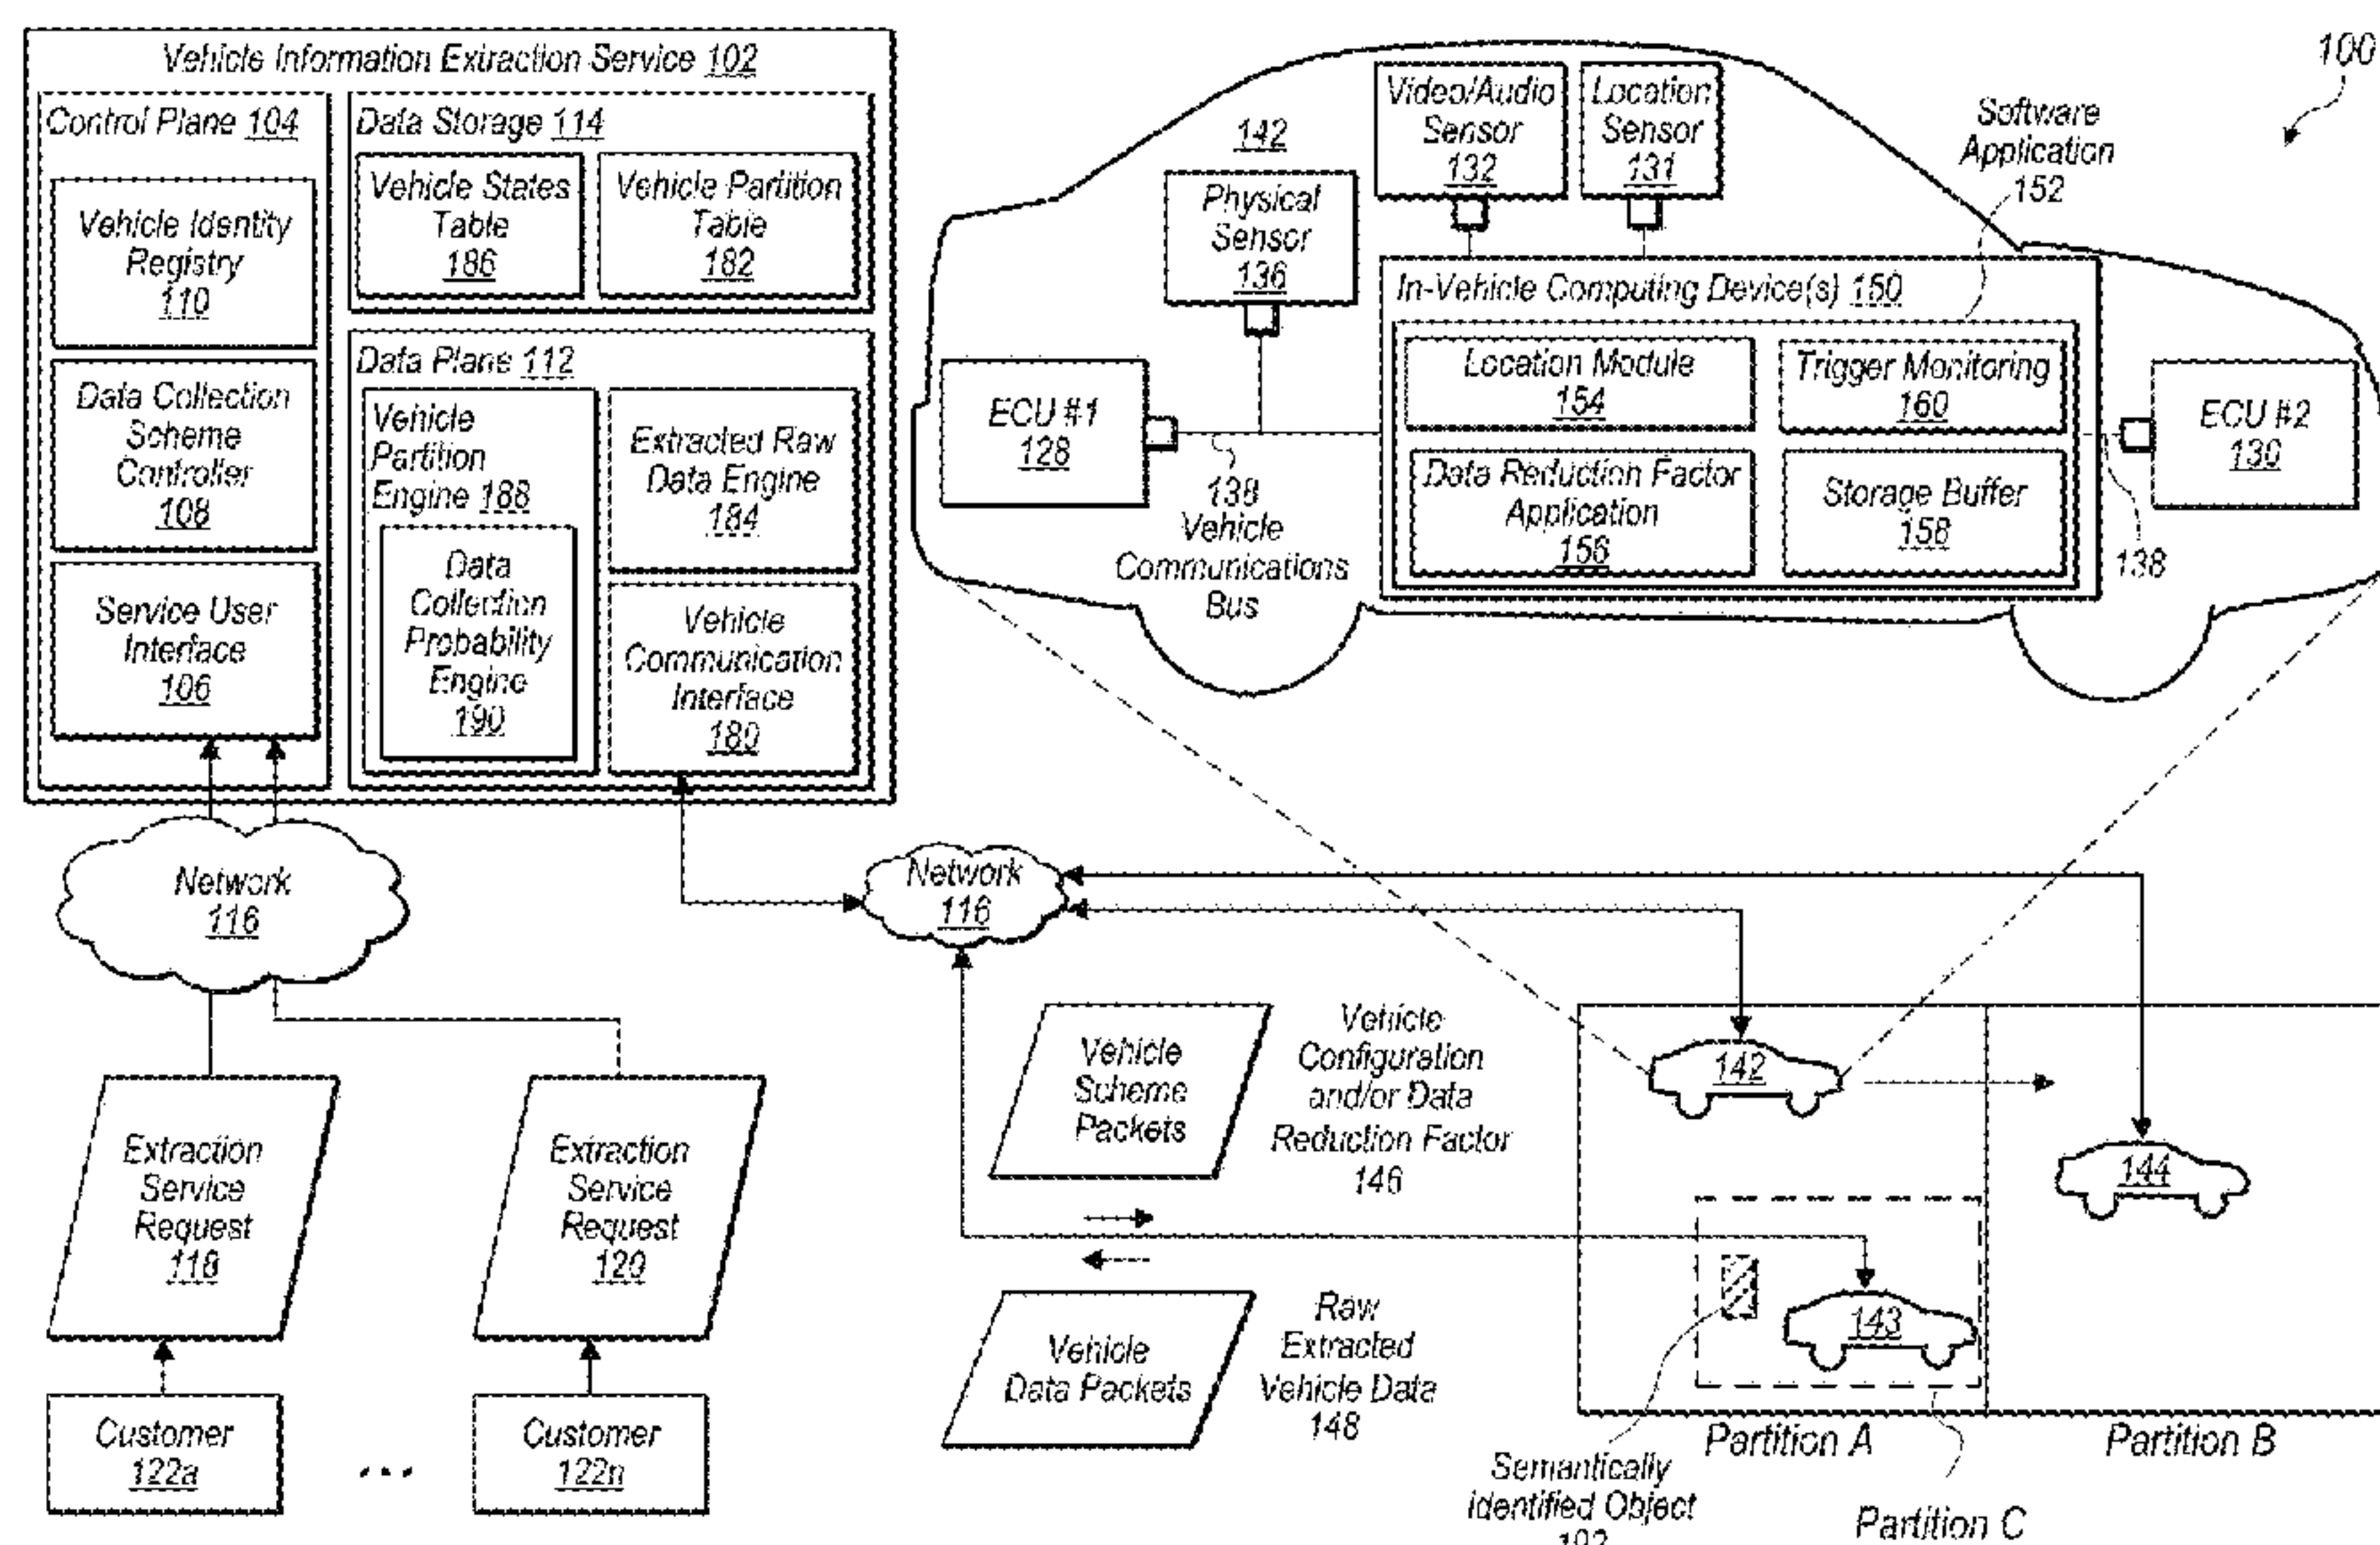 Vehicle Information Extraction Service 102
Control Plane 104
Vehicle Identity
Registry
110
Data Collection
Scheme
Controller
108
Service User
Interface
106
Data Storage 114
Vehicle States
Table
186
Vehicle Partition
Table
182
Data Plane 112
Vehicle
Partition
Engine 188
Data
Collection
Probability
Engine
190
Extracted Raw
Data Engine
184
Vehicle
Communication
Interface
180
100
142
Video/Audio
Sensor
132
Location
Sensor
131
Software
Application
152
Physical
Sensor
136
In-Vehicle Computing Device(s) 150
Location Module
154
Trigger Monitoring
160
Data Reduction Factor
Application
156
Storage Buffer
158
ECU #1
128
ECU #2
130
138
Vehicle
Communications
Bus
138
Network
116
Network
116
Extraction
Service
Request
118
Extraction
Service
Request
120
Customer
122a
...
Customer
122n
Vehicle
Scheme
Packets
Vehicle
Configuration
and/or Data
Reduction Factor
146
Vehicle
Data Packets
Raw
Extracted
Vehicle Data
148
142
144
143
Partition A
Partition B
Semantically
Identified Object
192
Partition C